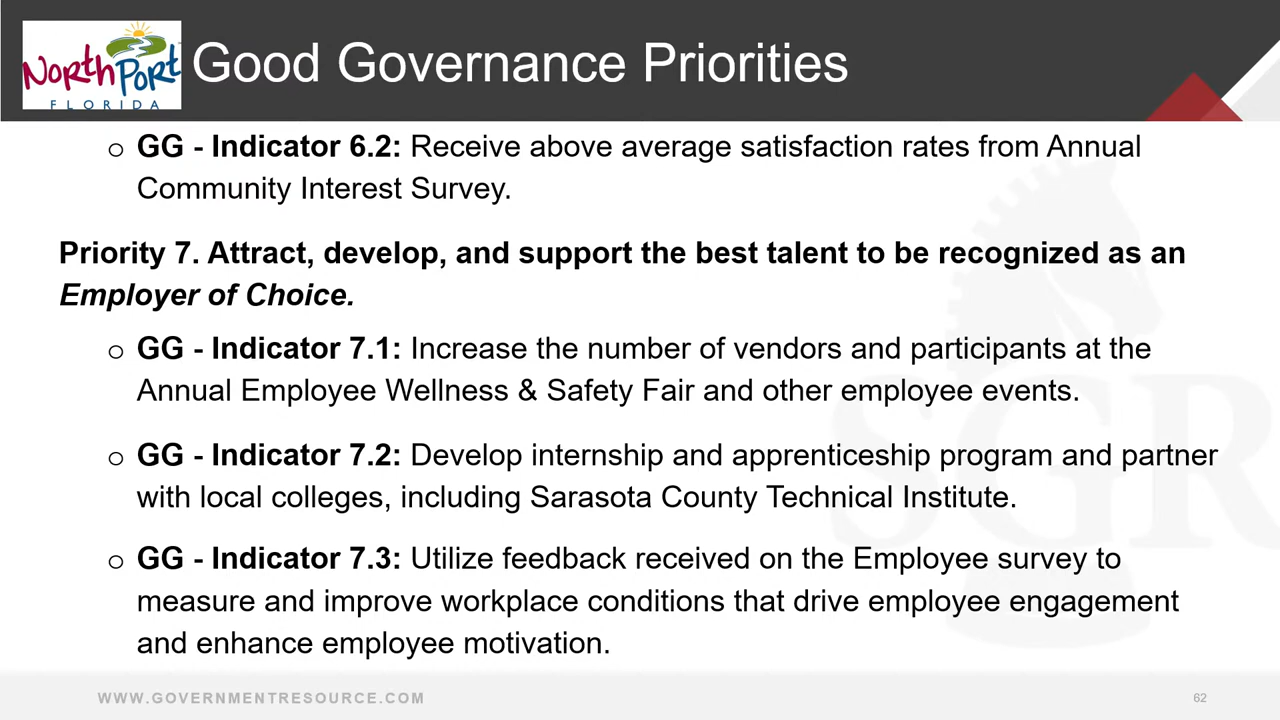 North Port
FLORIDA
Good Governance Priorities
o GG - Indicator 6.2: Receive above average satisfaction rates from Annual
Community Interest Survey.
Priority 7. Attract, develop, and support the best talent to be recognized as an
Employer of Choice.
o GG - Indicator 7.1: Increase the number of vendors and participants at the
Annual Employee Wellness & Safety Fair and other employee events.
o GG - Indicator 7.2: Develop internship and apprenticeship program and partner
with local colleges, including Sarasota County Technical Institute.
o GG - Indicator 7.3: Utilize feedback received on the Employee survey to
measure and improve workplace conditions that drive employee engagement
and enhance employee motivation.
SGR
WWW.GOVERNMENTRESOURCE.COM
62